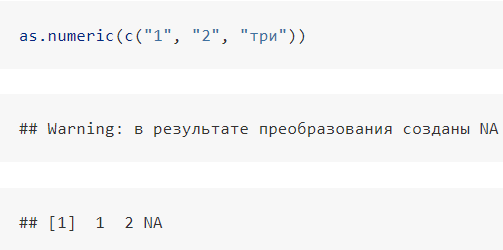 as.numeric(c("1", "2", "три"))
## Warning: в результате преобразования созданы NA
## [1]  1  2 NA